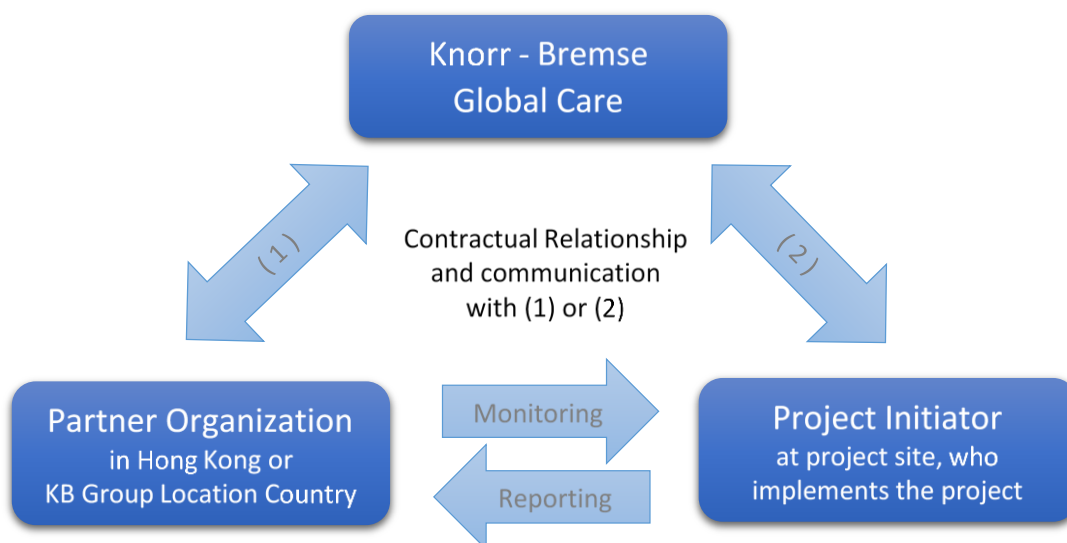 Knorr - Bremse
Global Care
(1)
(2)
Contractual Relationship
and communication
with (1) or (2)
Partner Organization
in Hong Kong or
KB Group Location Country
Monitoring
Reporting
Project Initiator
at project site, who
implements the project